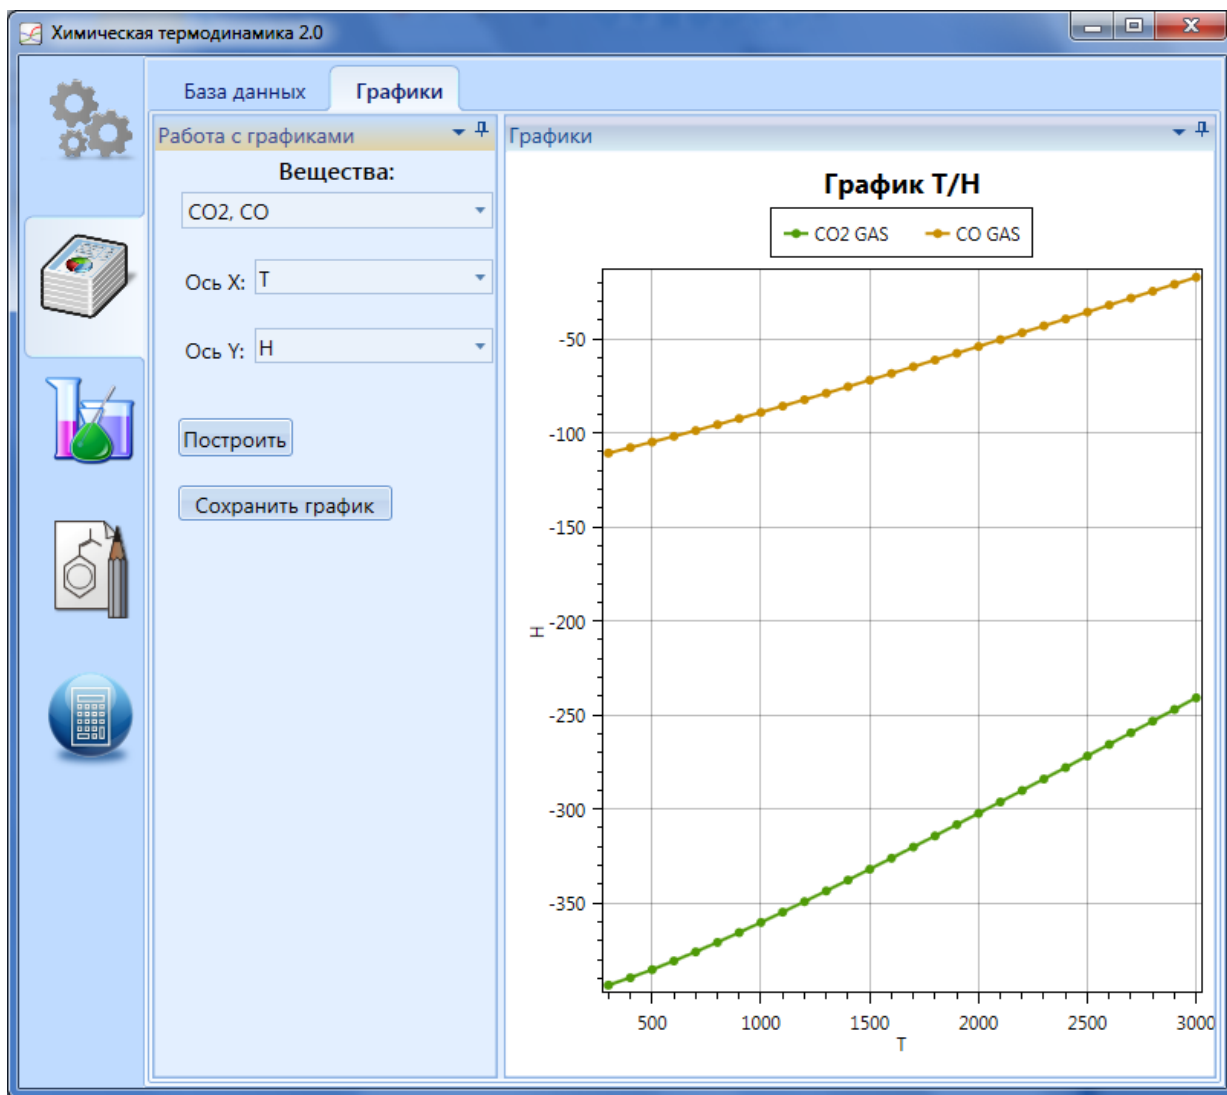 Химическая термодинамика 2.0
База данных
Графики
Работа с графиками
Вещества:
CO2, CO
Ось X: T
Ось Y: H
Построить
Сохранить график
Графики
График T/H
CO2 GAS
CO GAS
-50
-100
-150
-200
-250
-300
-350
H
500
1000
1500
2000
2500
3000
T